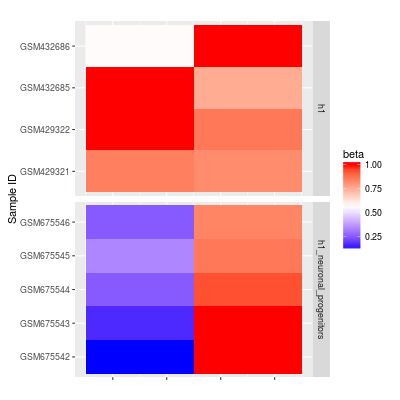 GSM432686
GSM432685
GSM429322
GSM429321
h1
GSM675546
GSM675545
GSM675544
GSM675543
GSM675542
h1_neuronal_progenitors
Sample ID
beta
1.00
0.75
0.50
0.25